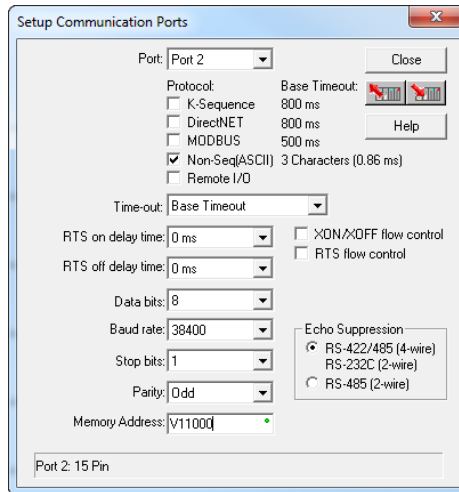 Setup Communication Ports
Port: Port 2
Close
Protocol: Base Timeout:
K-Sequence 800 ms
DirectNET 800 ms
Help
MODBUS 500 ms
Non-Seq(ASCII) 3 Characters (0.86 ms)
Remote I/O
Time-out: Base Timeout
RTS on delay time: 0 ms
XON/XOFF flow control
RTS flow control
RTS off delay time: 0 ms
Data bits: 8
Baud rate: 38400
Echo Suppression
RS-422/485 (4-wire)
RS-232C (2-wire)
Stop bits: 1
RS-485 (2-wire)
Parity: Odd
Memory Address: V11000
Port 2: 15 Pin